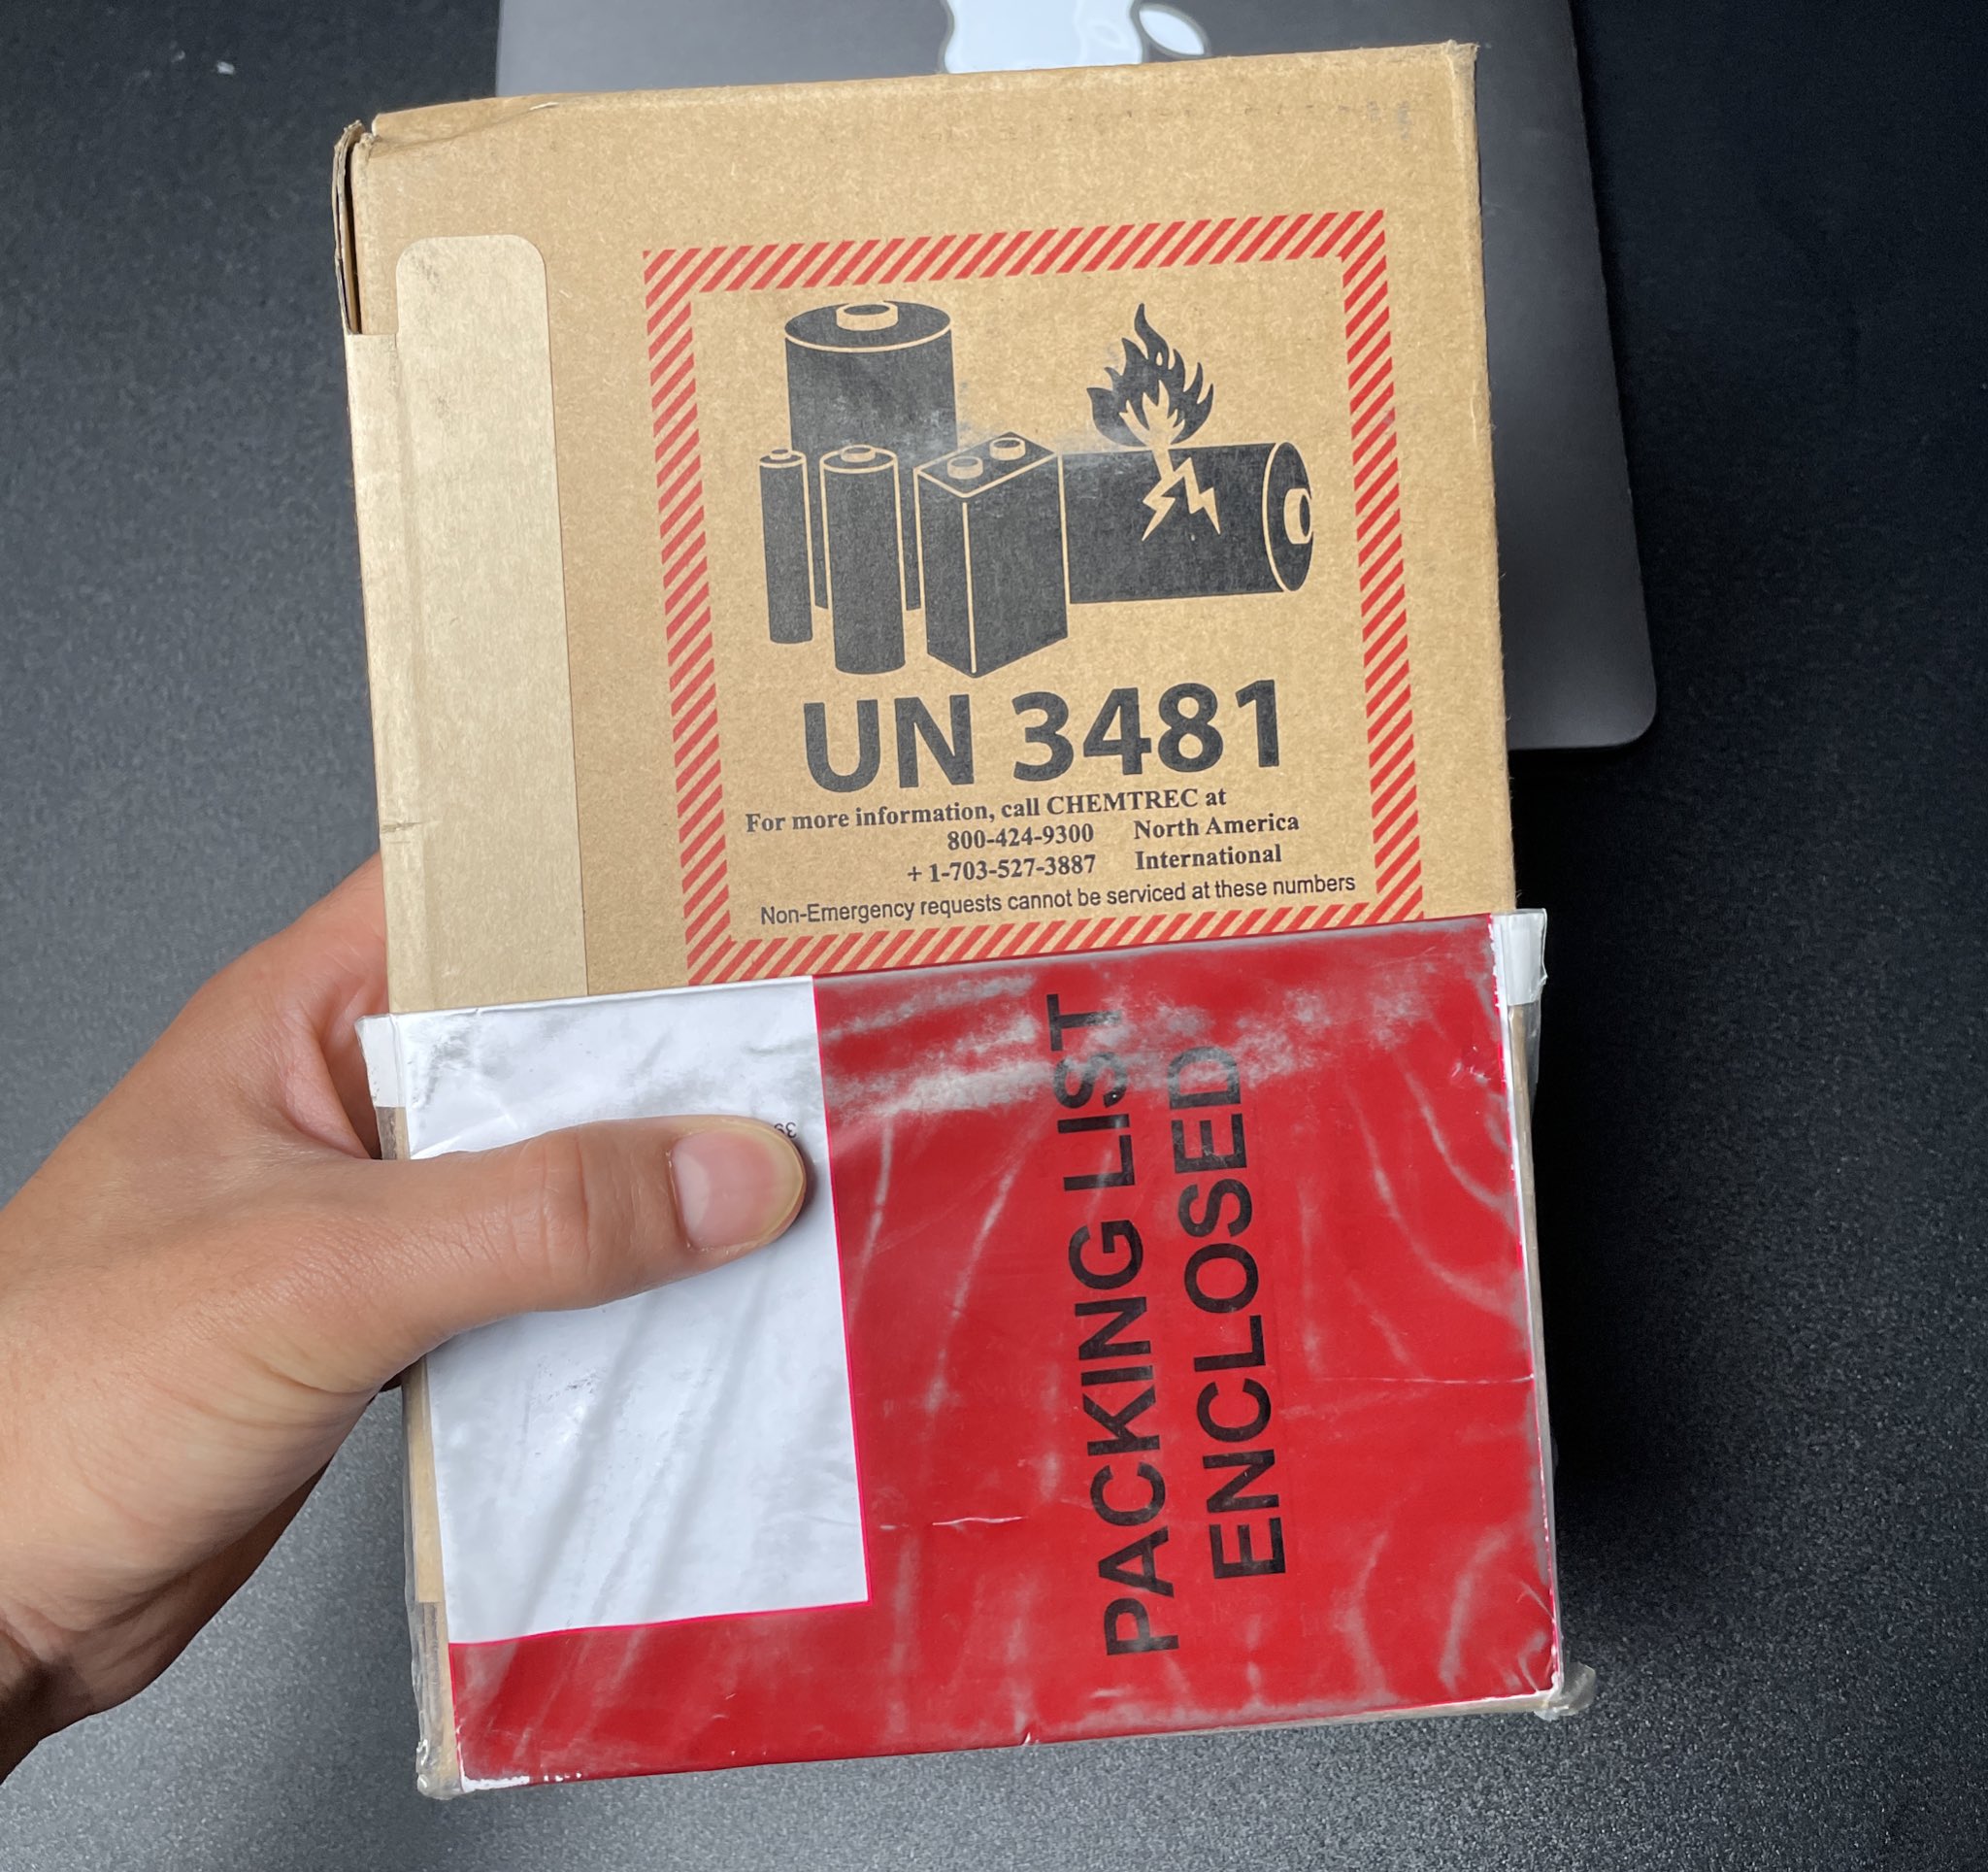 UN 3481
For more information, call CHEMTREC at
800-424-9300 North America
+ 1-703-527-3887 International
Non-Emergency requests cannot be serviced at these numbers
PACKING LIST
ENCLOSED